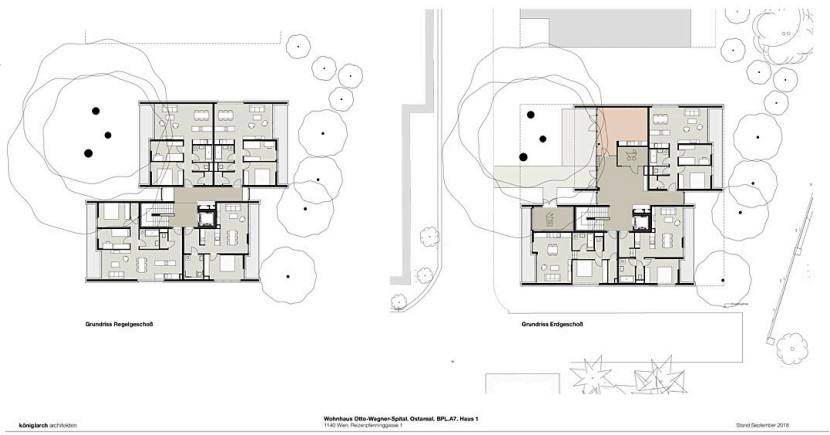 Grundriss Regelgeschoß
Grundriss Erdgeschoß
königlarch architekten
Wohnhaus Otto-Wagner-Spital. Ostareal. BPL.A7. Haus 1
1140 Wien, Reizenpfenninggasse 1
Stand September 2018